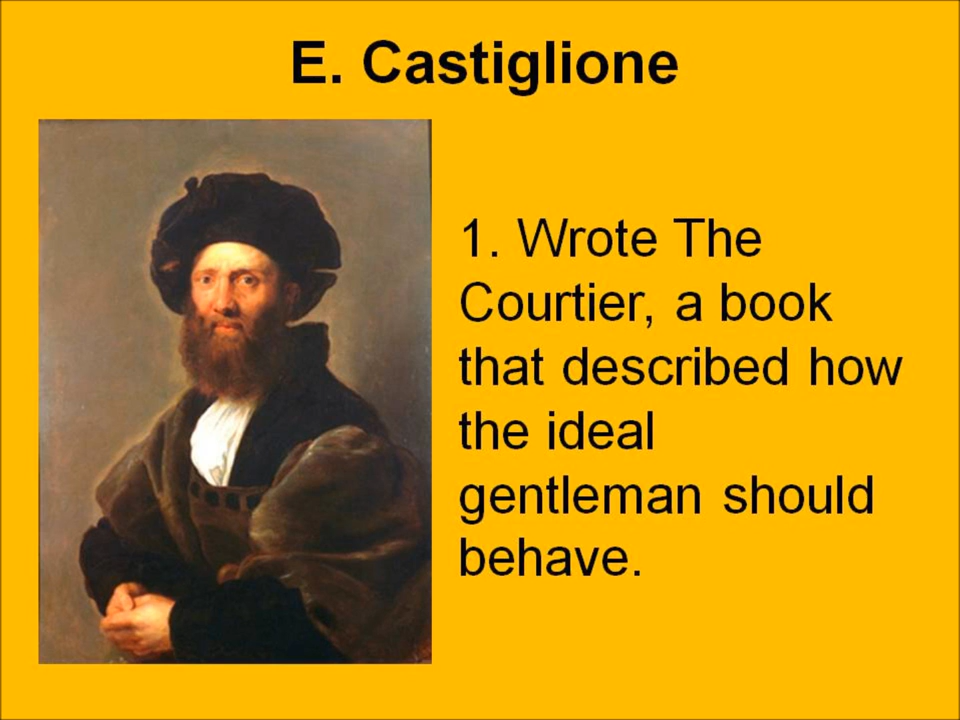 E. Castiglione
1. Wrote The
Courtier, a book
that described how
the ideal
gentleman should
behave.